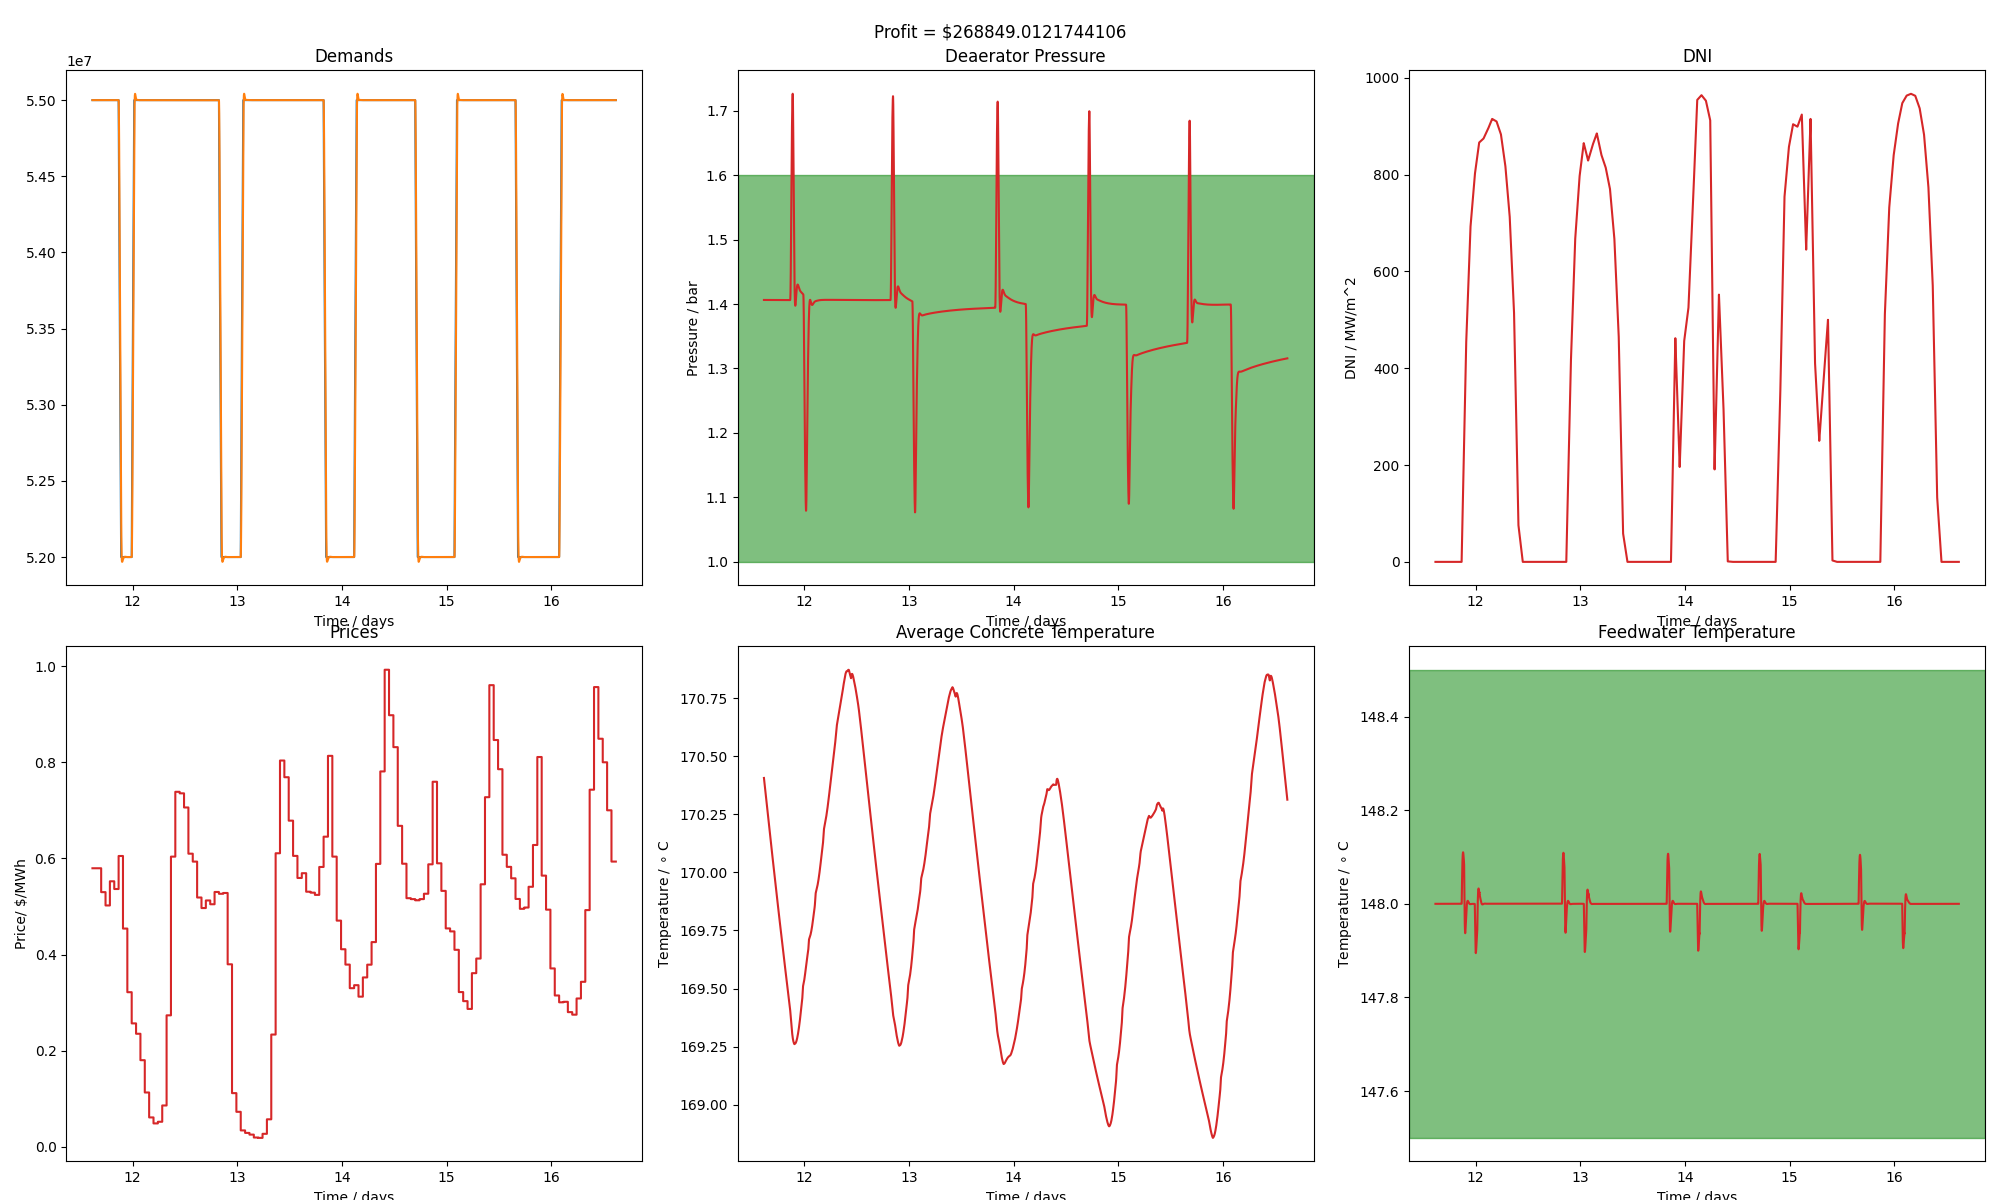 Profit = $268849.0121744106
Demands
1e7
5.50
5.45
5.40
5.35
5.30
5.25
5.20
12 13 14 15 16
Time / days
Deaerator Pressure
Pressure / bar
1.7
1.6
1.5
1.4
1.3
1.2
1.1
1.0
12 13 14 15 16
Time / days
DNI
DNI / MW/m^2
1000
800
600
400
200
0
12 13 14 15 16
Time / days
Prices
Price/ $/MWh
1.0
0.8
0.6
0.4
0.2
0.0
12 13 14 15 16
Time / days
Average Concrete Temperature
Temperature / ∘ C
170.75
170.50
170.25
170.00
169.75
169.50
169.25
169.00
12 13 14 15 16
Time / days
Feedwater Temperature
Temperature / ∘ C
148.4
148.2
148.0
147.8
147.6
12 13 14 15 16
Time / days